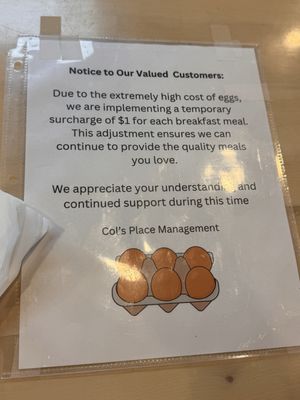 Notice to Our Valued Customers:
Due to the extremely high cost of eggs,
we are implementing a temporary
surcharge of $1 for each breakfast meal.
This adjustment ensures we can
continue to provide the quality meals
you love.
We appreciate your understanding and
continued support during this time
Col's Place Management